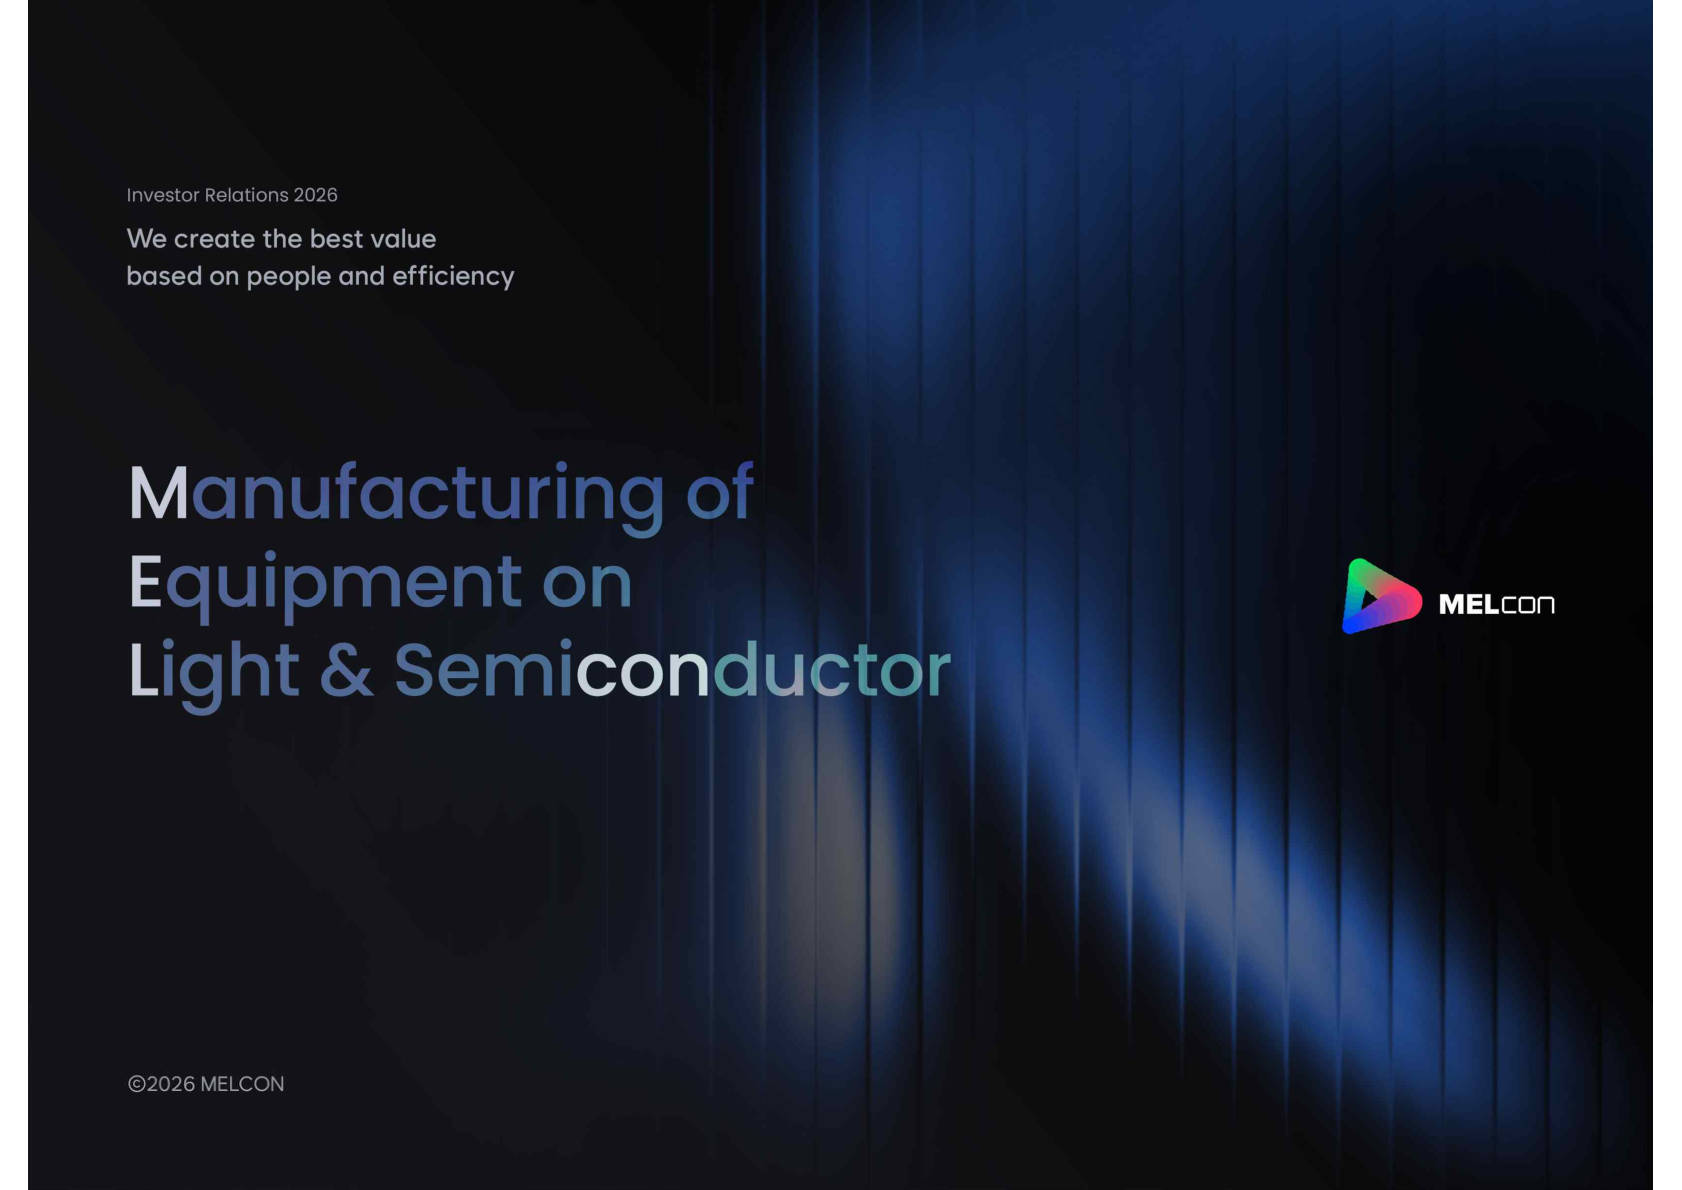 Investor Relations 2026
We create the best value
based on people and efficiency
Manufacturing of
Equipment on
Light & Semiconductor
MELcon
©2026 MELCON